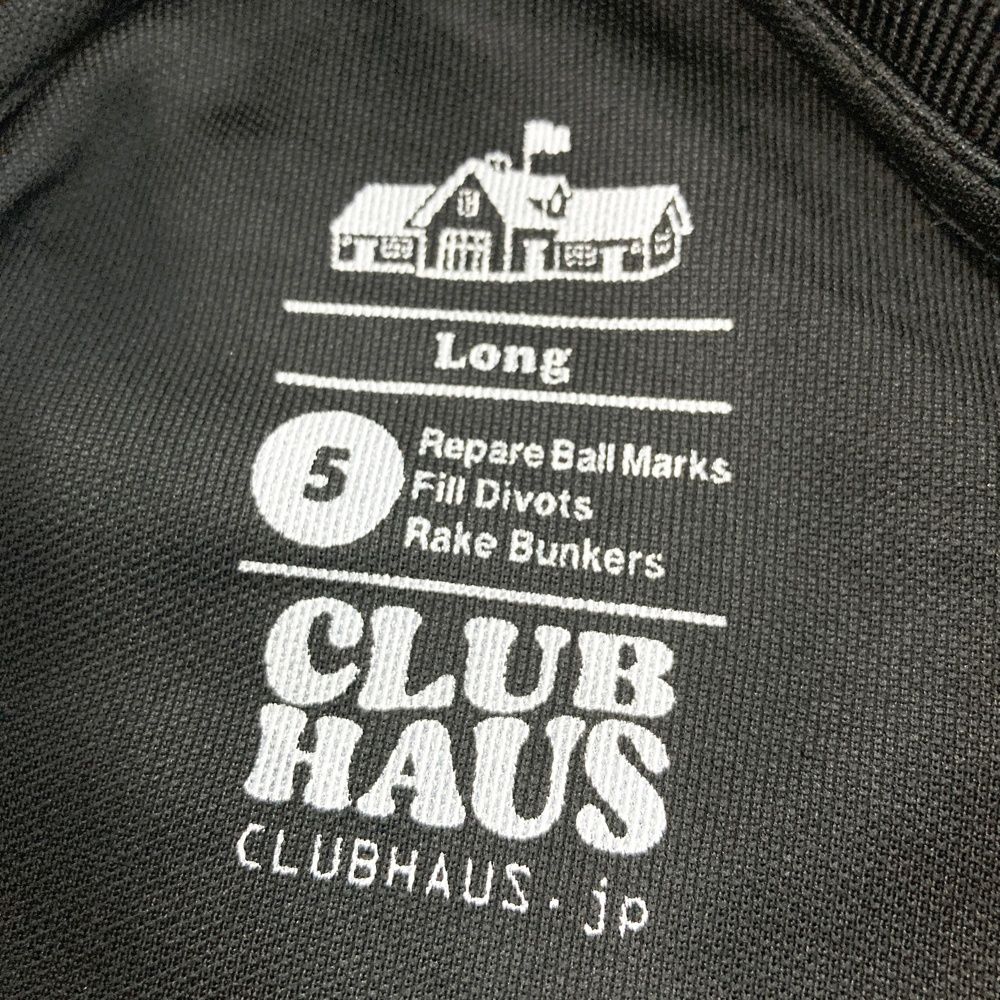 Long
5
Repare Ball Marks
Fill Divots
Rake Bunkers
CLUB
HAUS
CLUBHAUS.jp